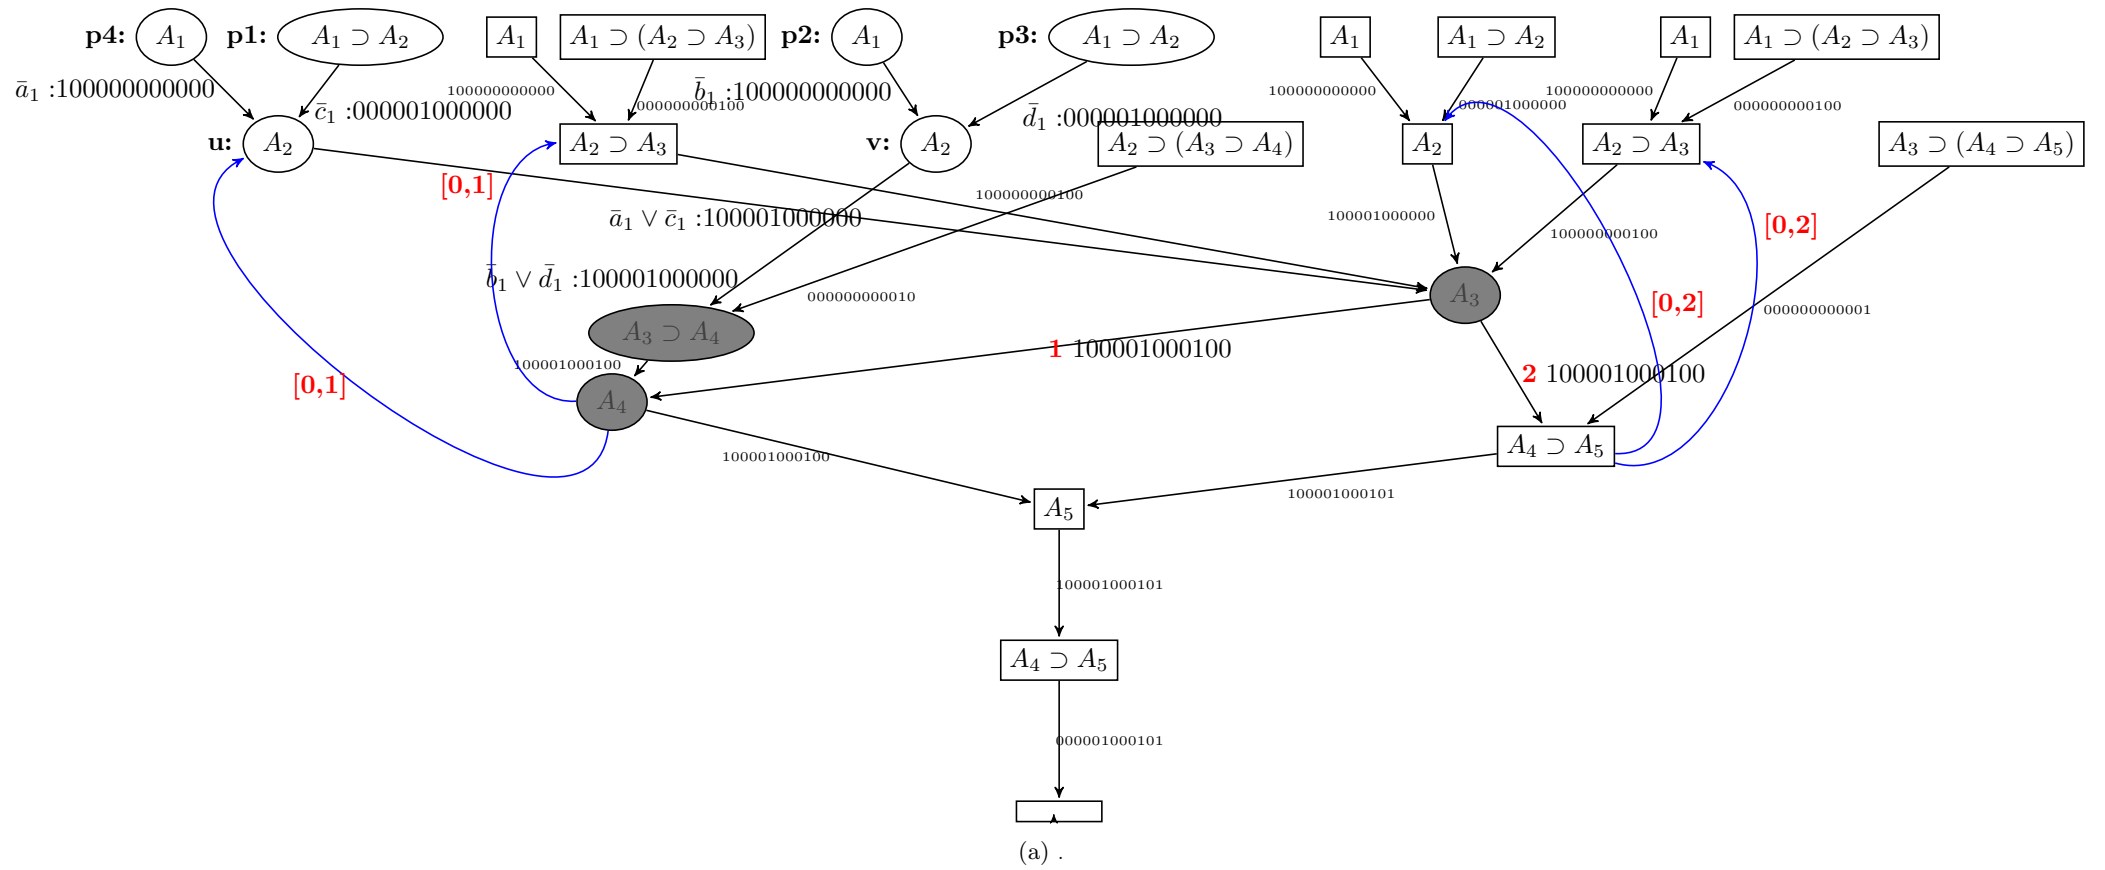 p4: A₁ p1: A₁ ⊃ A₂ A₁ A₁ ⊃ (A₂ ⊃ A₃) p2: A₁ p3: A₁ ⊃ A₂ A₁ A₁ ⊃ A₂ A₁ A₁ ⊃ (A₂ ⊃ A₃)
ā₁ :100000000000 c̄₁ :000001000000 100000000000 000000000100 b̄₁ :100000000000 d̄₁ :000001000000 100000000000 000001000000 100000000000 000000000100
u: A₂ A₂ ⊃ A₃ v: A₂ A₂ ⊃ (A₃ ⊃ A₄) A₂ A₂ ⊃ A₃ A₃ ⊃ (A₄ ⊃ A₅)
[0,1] 100000000100
ā₁ ∨ c̄₁ :100001000000 100001000000 100000000100 [0,2]
b̄₁ ∨ d̄₁ :100001000000 000000000010 A₃ [0,2] 000000000001
A₃ ⊃ A₄
100001000100 1 100001000100 2 100001000100
[0,1] A₄
A₄ ⊃ A₅
100001000100 100001000101
A₅
100001000101
A₄ ⊃ A₅
000001000101
(a) .